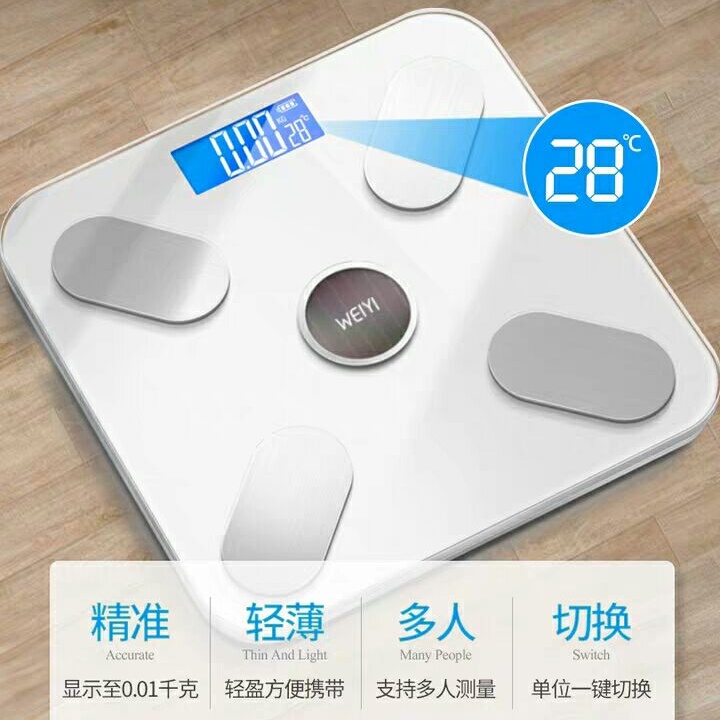 0.00 KG 28℃
28℃
WEIYI
精准 轻薄 多人 切换
Accurate Thin And Light Many People Switch
显示至0.01千克 轻盈方便携带 支持多人测量 单位一键切换